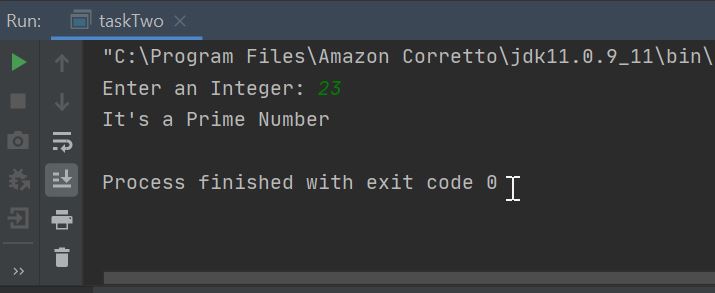 Run: taskTwo
"C:\Program Files\Amazon Corretto\jdk11.0.9_11\bin\
Enter an Integer: 23
It's a Prime Number
Process finished with exit code 0